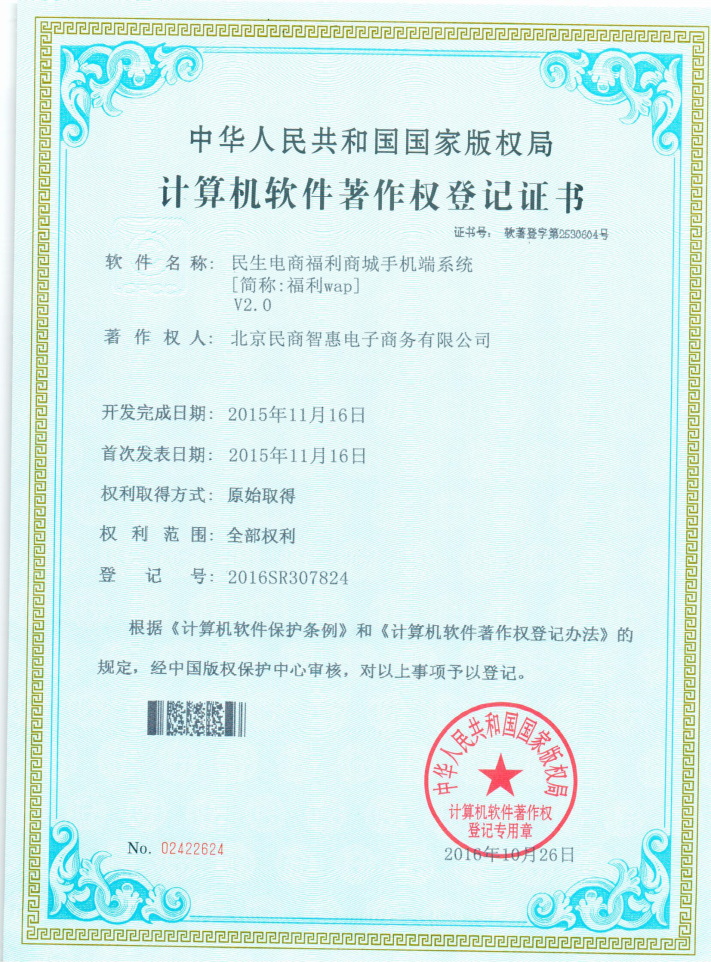 中华人民共和国国家版权局
计算机软件著作权登记证书
证书号： 软著登字第2530604号
软件名称： 民生电商福利商城手机端系统
[简称:福利wap]
V2.0
著作权人： 北京民商智惠电子商务有限公司
开发完成日期： 2015年11月16日
首次发表日期： 2015年11月16日
权利取得方式： 原始取得
权利范围： 全部权利
登记号： 2016SR307824
根据《计算机软件保护条例》和《计算机软件著作权登记办法》的
规定，经中国版权保护中心审核，对以上事项予以登记。
中华人民共和国国家版权局
计算机软件著作权
登记专用章
No. 02422624
2016年10月26日